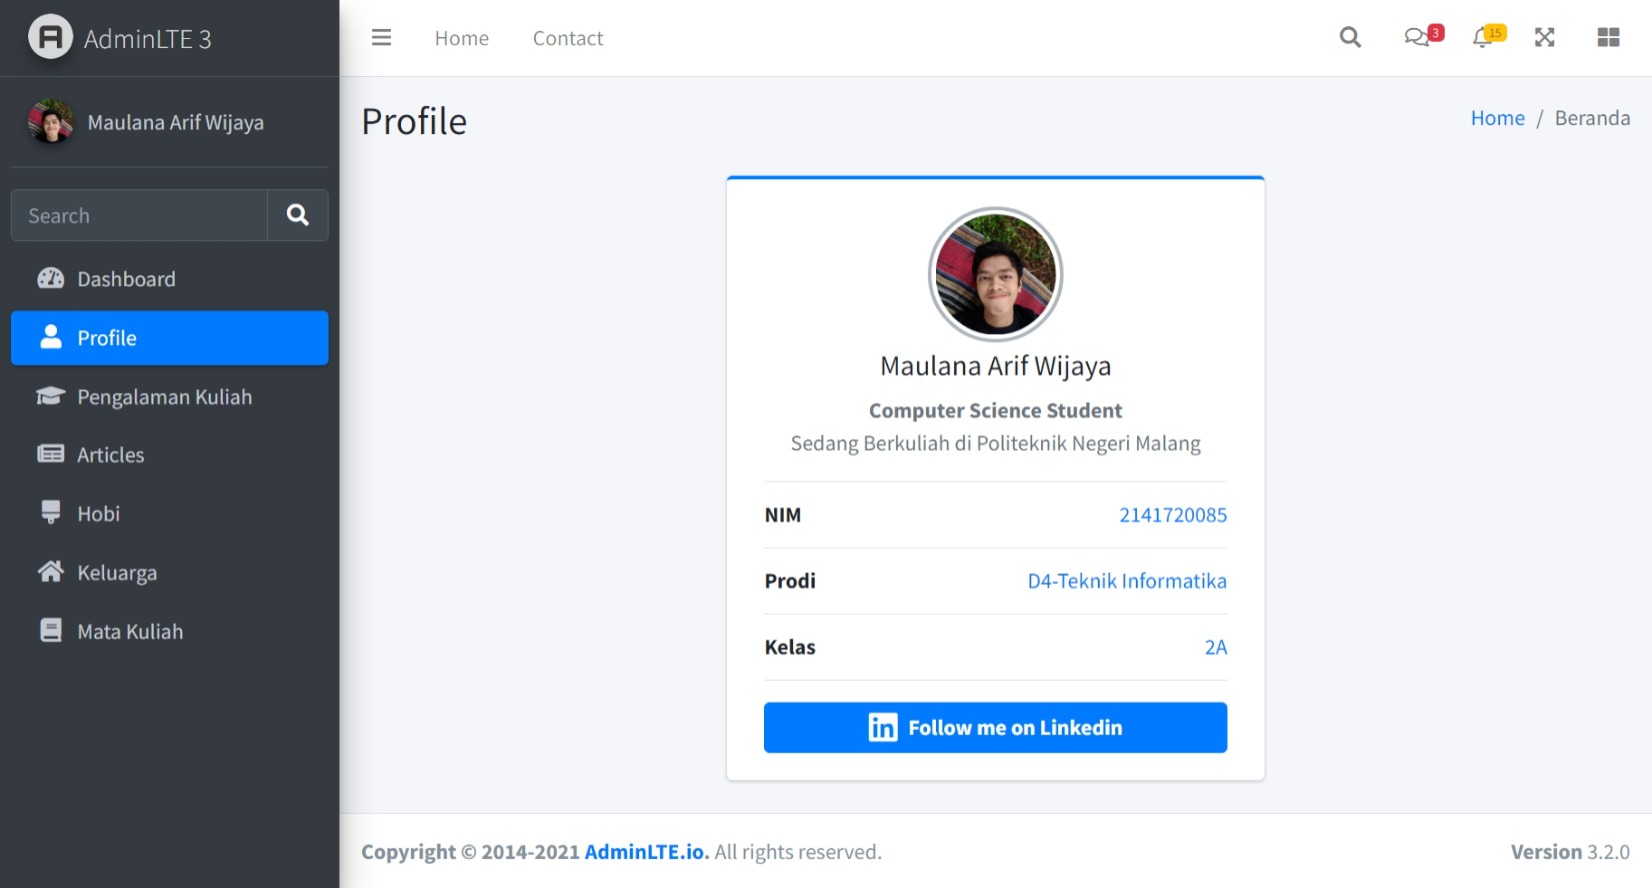 AdminLTE 3
Home
Contact
3
15
Maulana Arif Wijaya
Search
Dashboard
Profile
Pengalaman Kuliah
Articles
Hobi
Keluarga
Mata Kuliah
Profile
Home / Beranda
Maulana Arif Wijaya
Computer Science Student
Sedang Berkuliah di Politeknik Negeri Malang
NIM 2141720085
Prodi D4-Teknik Informatika
Kelas 2A
in Follow me on Linkedin
Copyright © 2014-2021 AdminLTE.io. All rights reserved.
Version 3.2.0